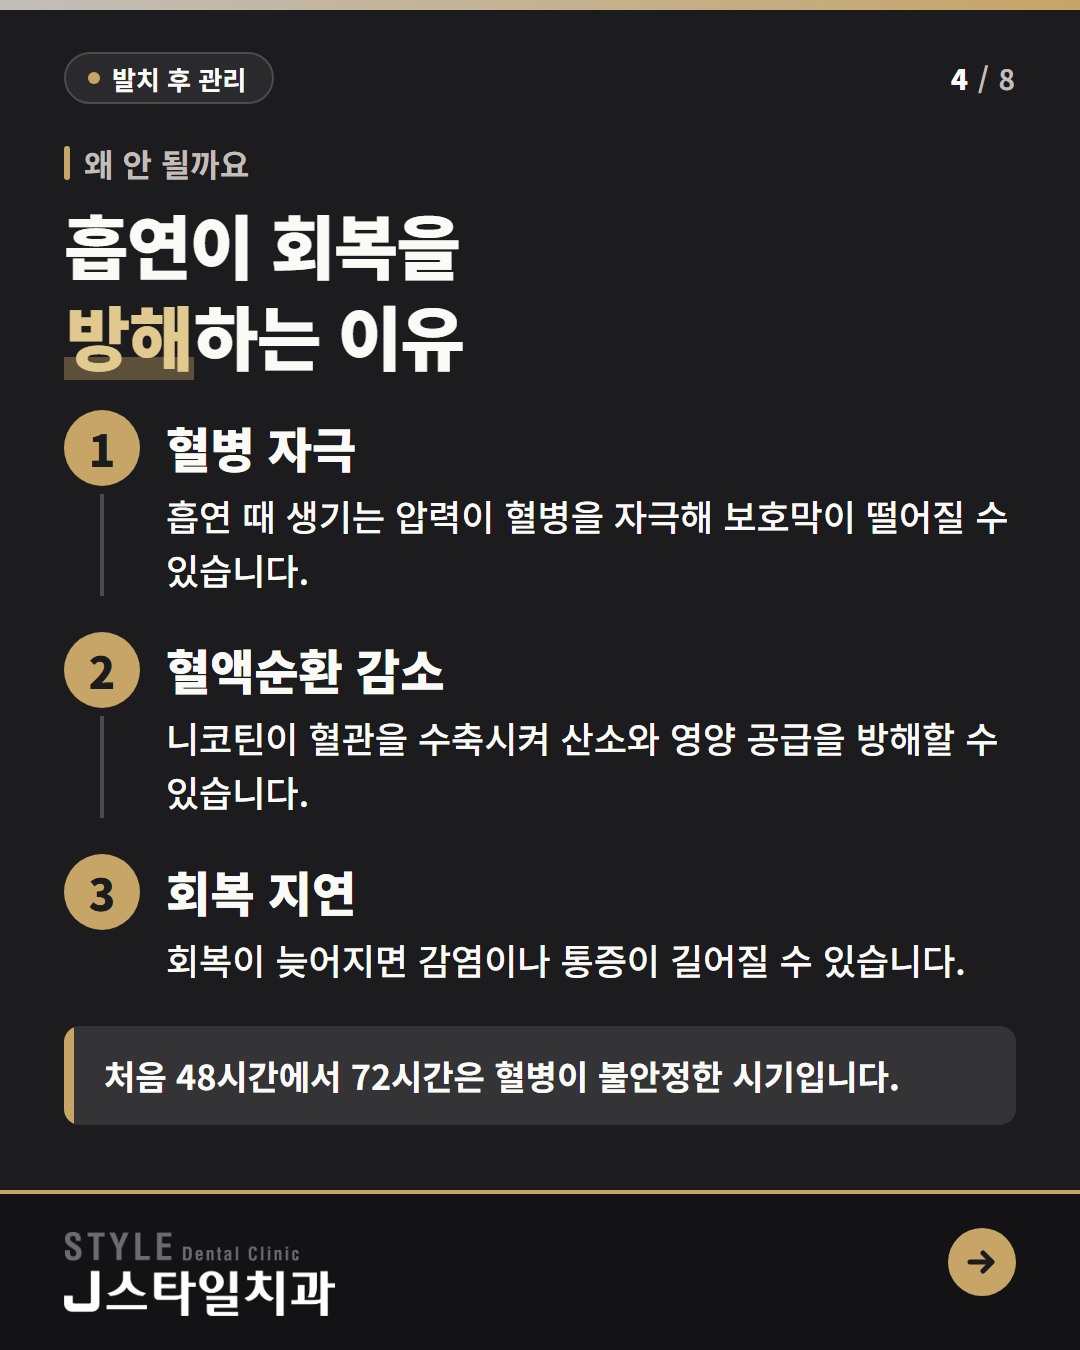 발치 후 관리
4 / 8
왜 안 될까요
흡연이 회복을
방해하는 이유
1 혈병 자극
흡연 때 생기는 압력이 혈병을 자극해 보호막이 떨어질 수
있습니다.
2 혈액순환 감소
니코틴이 혈관을 수축시켜 산소와 영양 공급을 방해할 수
있습니다.
3 회복 지연
회복이 늦어지면 감염이나 통증이 길어질 수 있습니다.
처음 48시간에서 72시간은 혈병이 불안정한 시기입니다.
STYLE Dental Clinic
J스타일치과